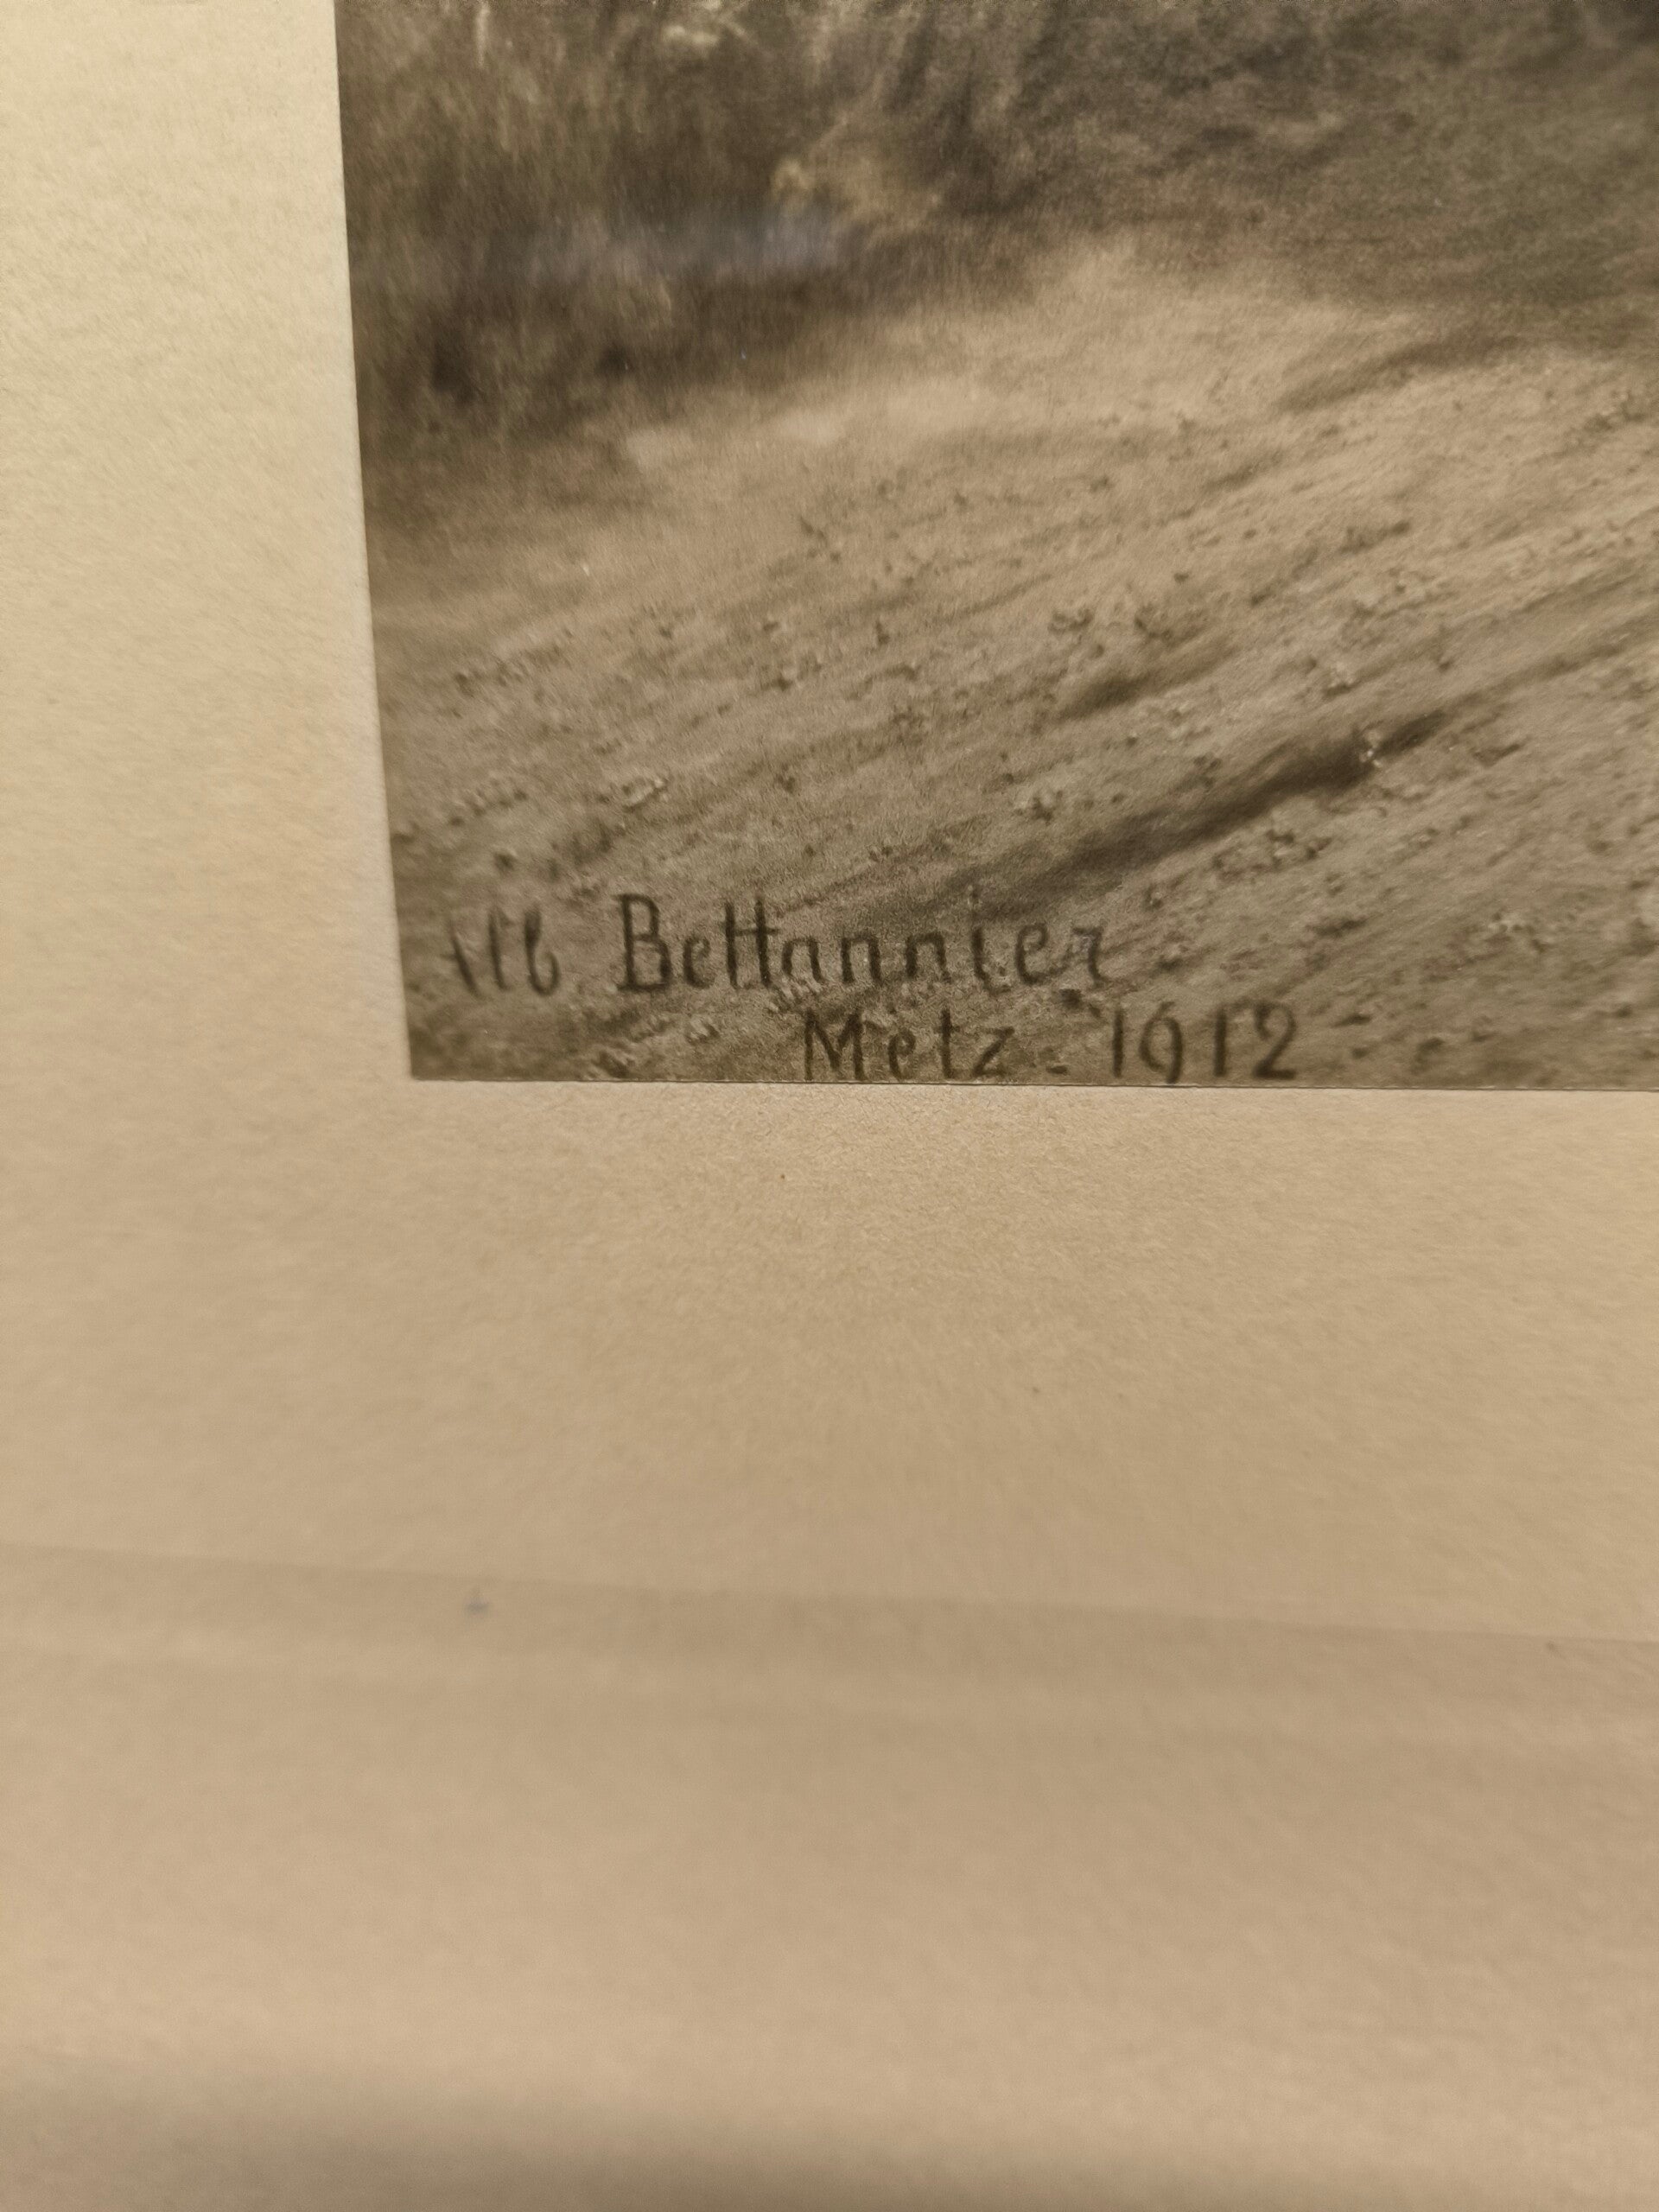 Alb Bettannier
Metz - 1912